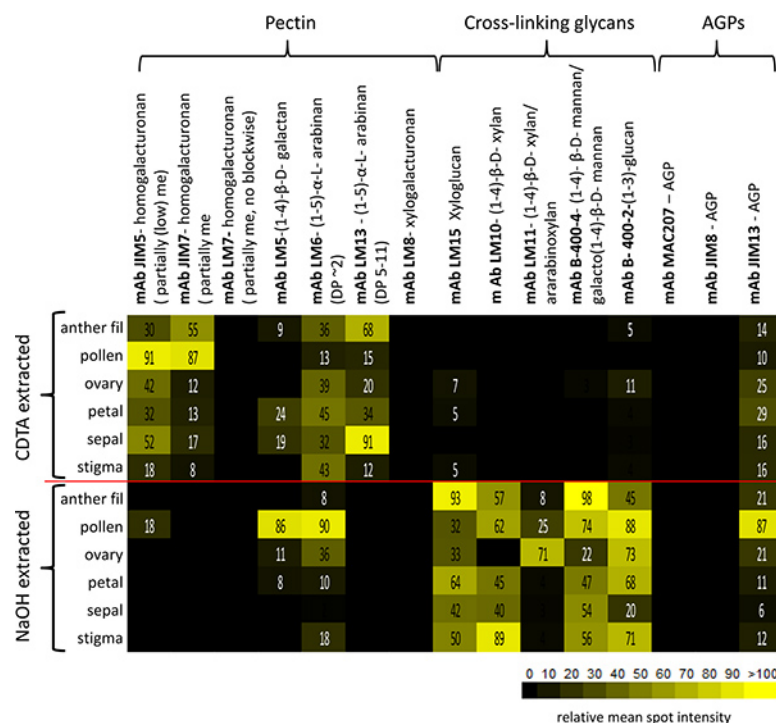 Pectin
Cross-linking glycans
AGPs
mAb JIM5- homogalacturonan
( partially (low) me)
mAb JIM7- homogalacturonan
( partially me
mAb LM7- homogalacturonan
(partially me, no blockwise)
mAb LM5-(1-4)-β-D- galactan
mAb LM6- (1-5)-α-L- arabinan
(DP ~2)
mAb LM13 - (1-5)-α-L- arabinan
(DP 5-11)
mAb LM8- xylogalacturonan
mAb LM15 Xyloglucan
m Ab LM10- (1-4)-β-D- xylan
mAb LM11- (1-4)-β-D- xylan/
ararabinoxylan
mAb B-400-4- (1-4)- β-D- mannan/
galacto(1-4)-β-D- mannan
mAb B- 400-2-(1-3)-glucan
mAb MAC207 – AGP
mAb JIM8 - AGP
mAb JIM13 - AGP
CDTA extracted
anther fil 30 55 9 36 68 5 14
pollen 91 87 13 15 10
ovary 42 12 39 20 7 11 25
petal 32 13 24 45 34 5 29
sepal 52 17 19 32 91 16
stigma 18 8 43 12 5 16
NaOH extracted
anther fil 8 93 57 8 98 45 21
pollen 18 86 90 32 62 25 74 88 87
ovary 11 36 33 71 22 73 21
petal 8 10 64 45 47 68 11
sepal 42 40 54 20 6
stigma 18 50 89 56 71 12
0 10 20 30 40 50 60 70 80 90 >100
relative mean spot intensity